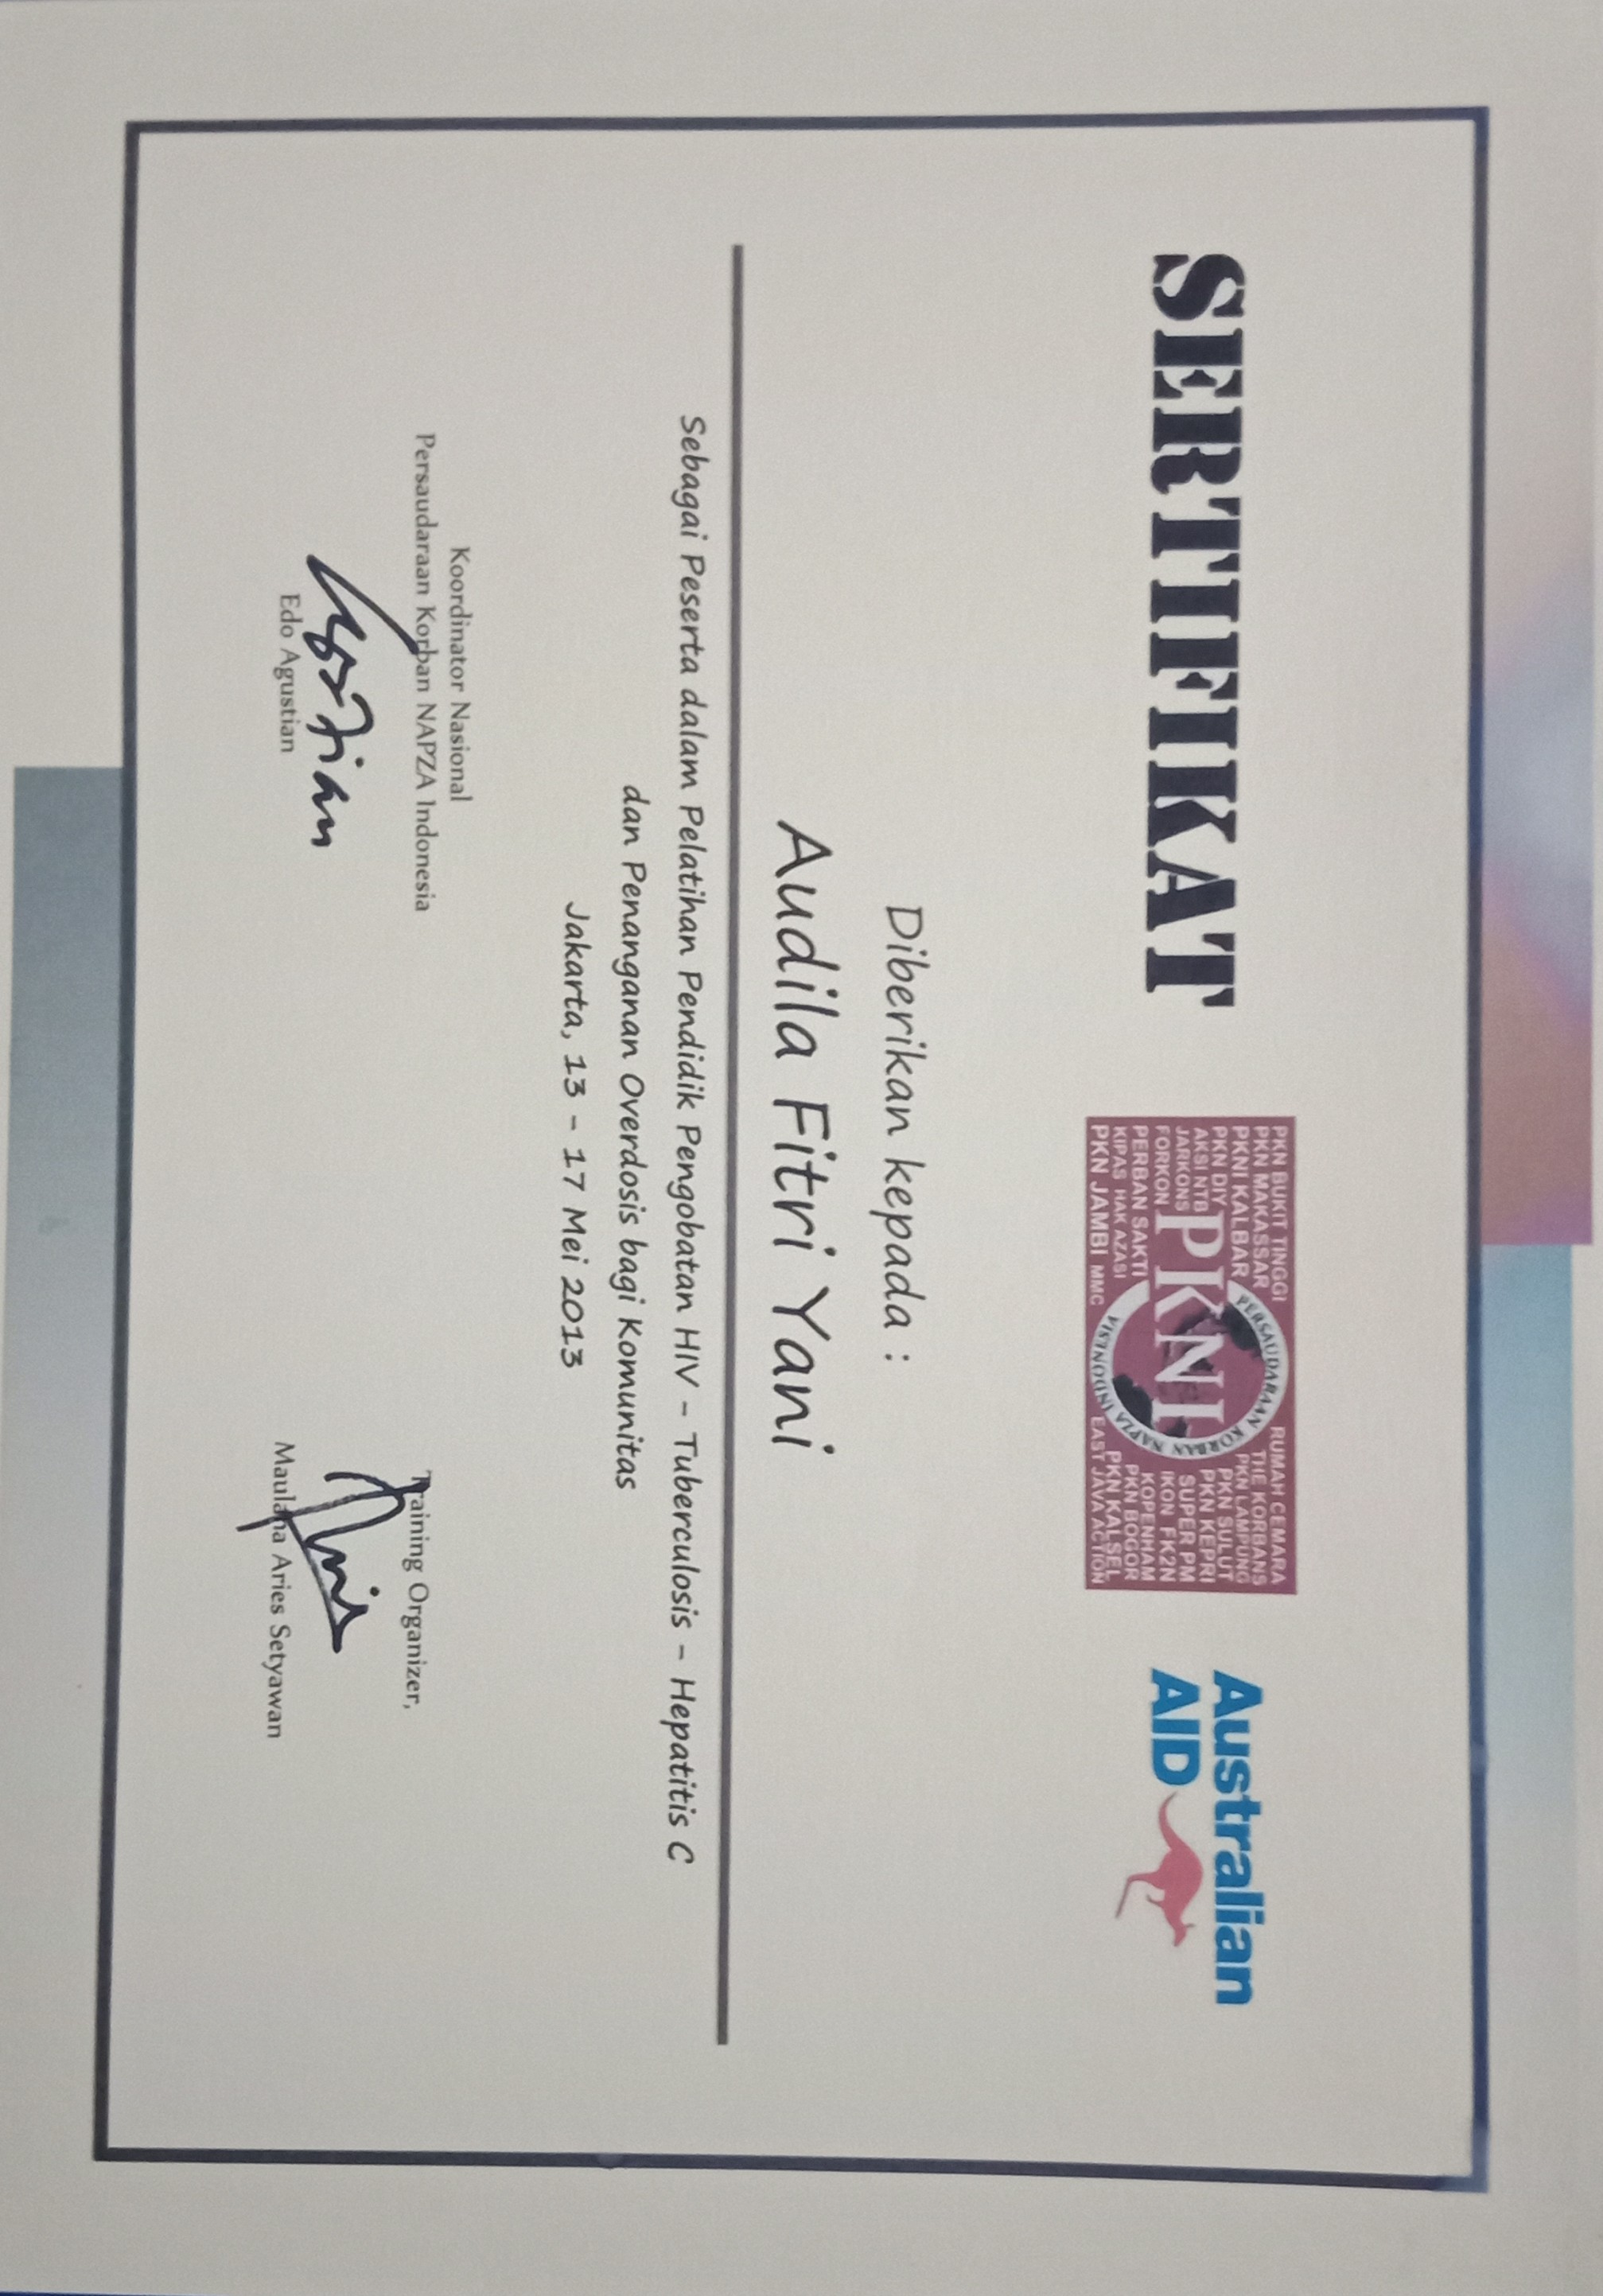 SERTIFIKAT
PKN BUKIT TINGGI
PKN MAKASSAR
PKNI KALBAR
PKN DIY
AKSI NTB
JARKONS
FORKON
PERBAN SAKTI
KIPAS HAK AZASI
PKN JAMBI MMC
PKNI
PERSAUDARAAN KORBAN NAPZA INDONESIA
RUMAH CEMARA
THE KORBANS
PKN LAMPUNG
PKN SULUT
PKN KEPRI
SUPER PM
IKON FK2N
KOPENHAM
PKN BOGOR
PKN KALSEL
EAST JAVA ACTION
Australian
AID
Diberikan kepada :
Audila Fitri Yani
Sebagai Peserta dalam Pelatihan Pendidik Pengobatan HIV – Tuberculosis – Hepatitis C
dan Penanganan Overdosis bagi Komunitas
Jakarta, 13 – 17 Mei 2013
Koordinator Nasional
Persaudaraan Korban NAPZA Indonesia
Edo Agustian
Training Organizer,
Maulana Aries Setyawan